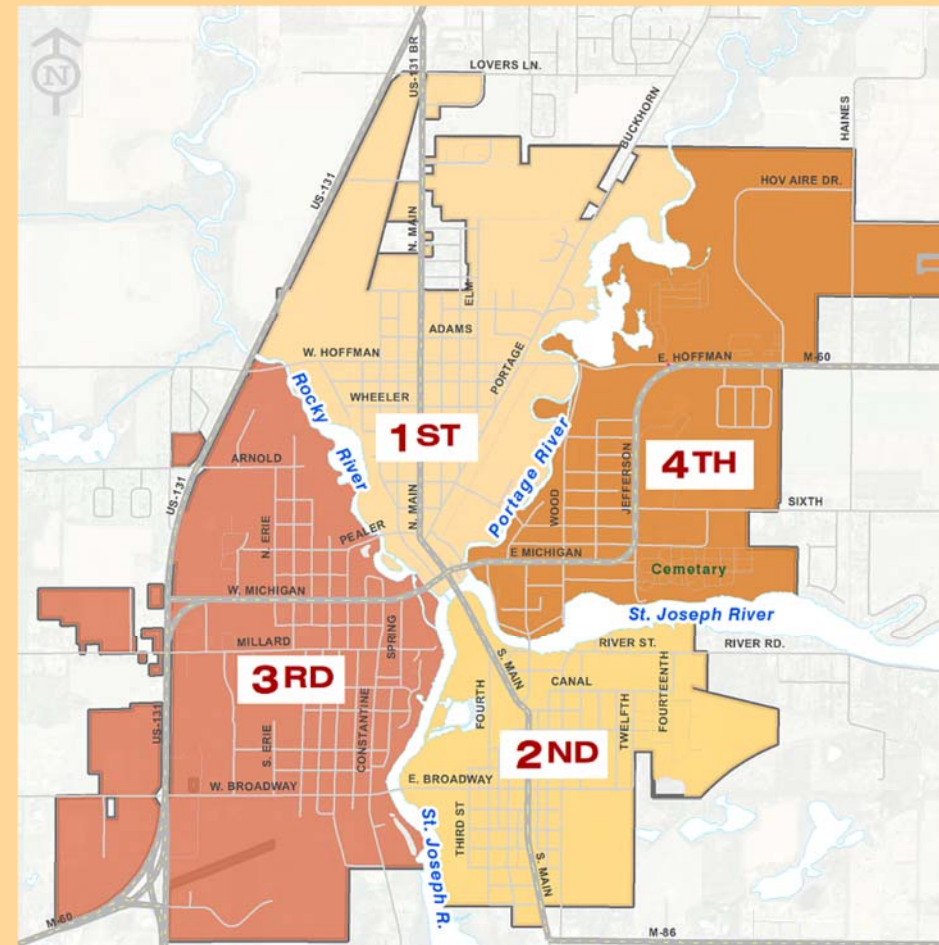 N
LOVERS LN.
US-131 BR
BUCKHORN
HAINES
HOV AIRE DR.
US-131
N. MAIN
ELM
ADAMS
W. HOFFMAN
PORTAGE
E. HOFFMAN
M-60
Rocky
River
WHEELER
1ST
Portage River
4TH
ARNOLD
JEFFERSON
US-131
WOOD
SIXTH
N. ERIE
PEALER
N. MAIN
E MICHIGAN
Cemetary
W. MICHIGAN
St. Joseph River
MILLARD
SPRING
RIVER ST.
RIVER RD.
S. MAIN
3RD
CANAL
FOURTH
TWELFTH
FOURTEENTH
US-131
S. ERIE
CONSTANTINE
2ND
W. BROADWAY
E. BROADWAY
THIRD ST
St. Joseph R.
S. MAIN
M-60
M-86